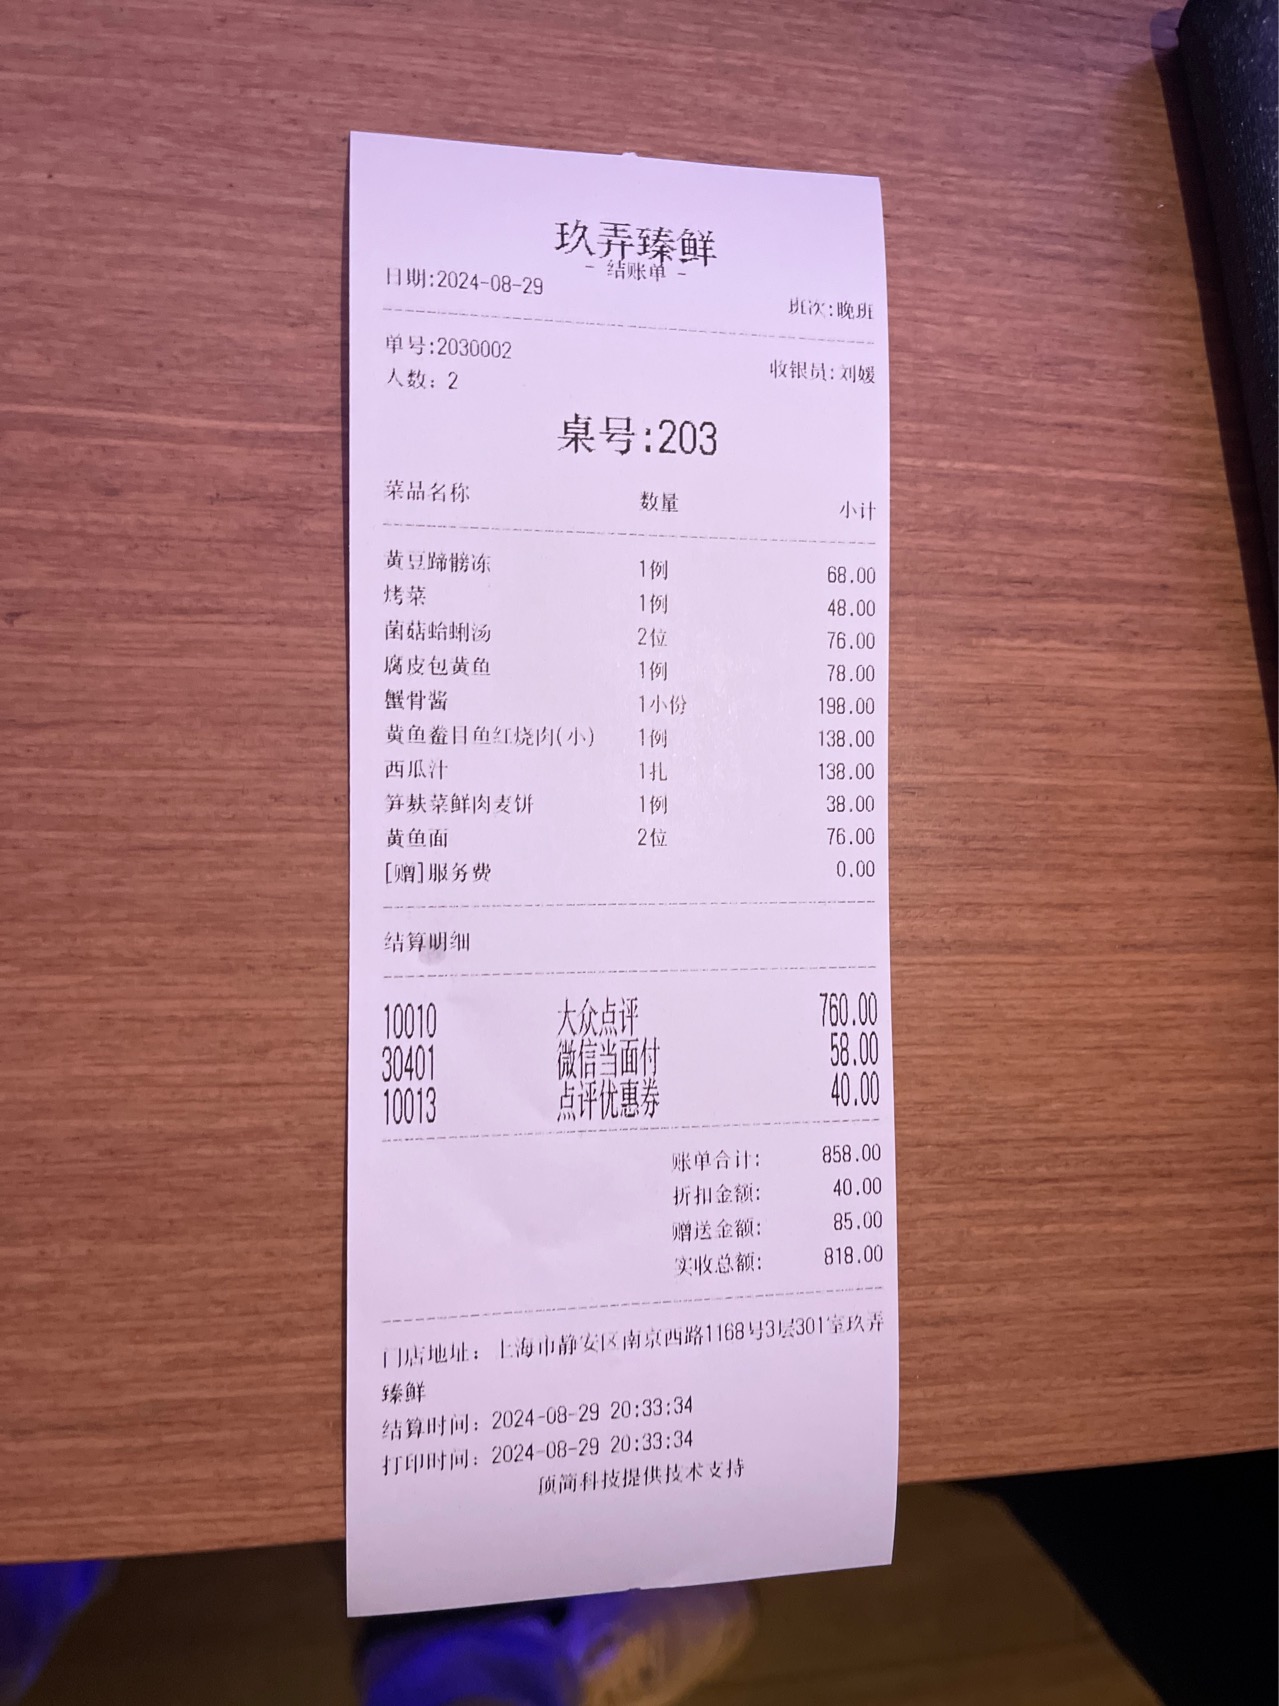 玖弄臻鲜
- 结账单 -
日期:2024-08-29
班次:晚班
单号:2030002
收银员:刘媛
人数: 2
桌号:203
菜品名称 数量 小计
黄豆蹄髈冻 1例 68.00
烤菜 1例 48.00
菌菇蛤蜊汤 2位 76.00
腐皮包黄鱼 1例 78.00
蟹骨酱 1小份 198.00
黄鱼鲞目鱼红烧肉(小) 1例 138.00
西瓜汁 1扎 138.00
笋麸菜鲜肉麦饼 1例 38.00
黄鱼面 2位 76.00
[赠]服务费 0.00
结算明细
10010 大众点评 760.00
30401 微信当面付 58.00
10013 点评优惠券 40.00
账单合计: 858.00
折扣金额: 40.00
赠送金额: 85.00
实收总额: 818.00
门店地址: 上海市静安区南京西路1168号3层301室玖弄
臻鲜
结算时间: 2024-08-29 20:33:34
打印时间: 2024-08-29 20:33:34
顶简科技提供技术支持